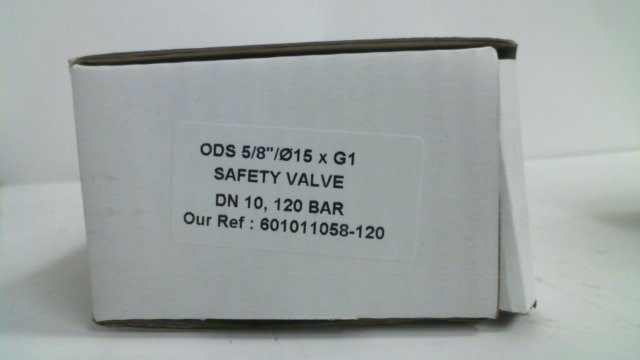 ODS 5/8"/Ø15 x G1
SAFETY VALVE
DN 10, 120 BAR
Our Ref : 601011058-120